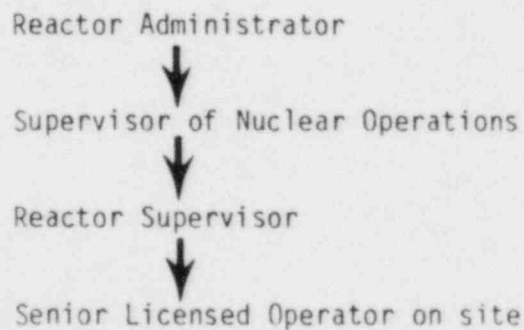 Reactor Administrator
Supervisor of Nuclear Operations
Reactor Supervisor
Senior Licensed Operator on site